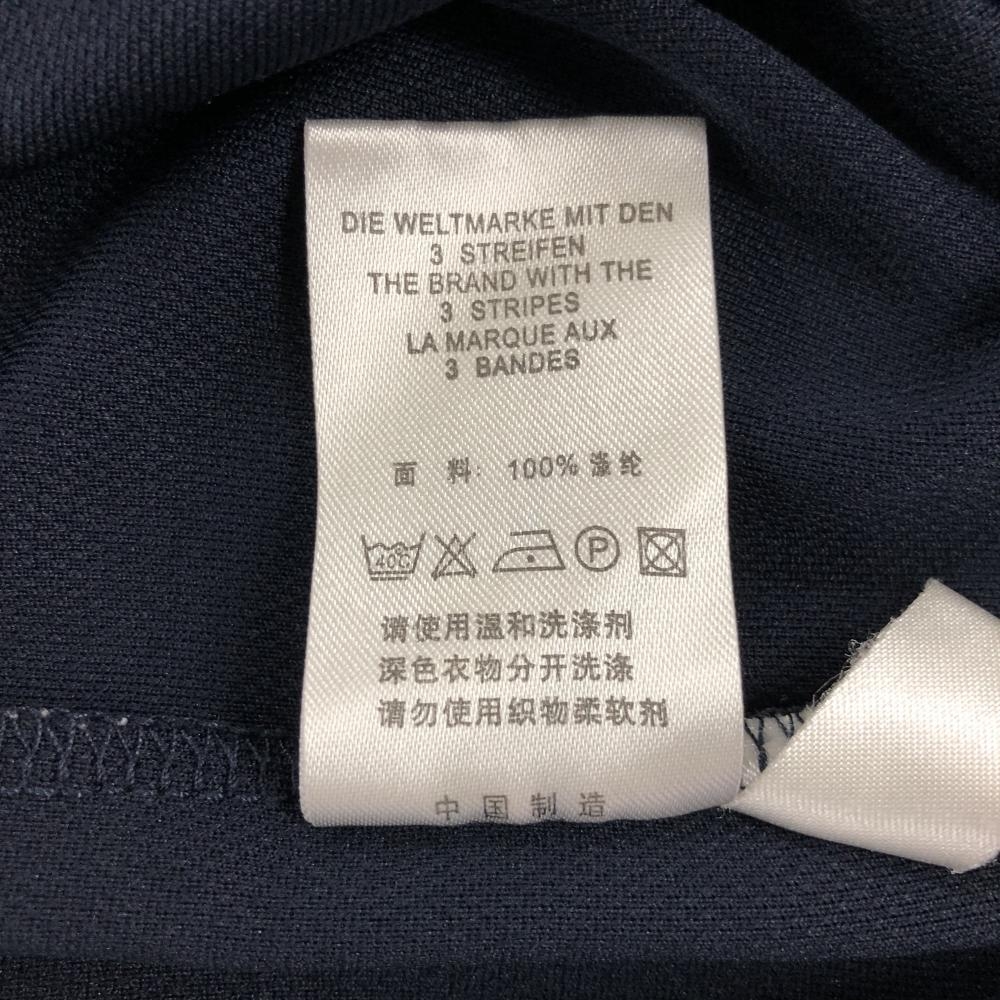 DIE WELTMARKE MIT DEN
3 STREIFEN
THE BRAND WITH THE
3 STRIPES
LA MARQUE AUX
3 BANDES
面 料: 100% 涤纶
40C P
请使用温和洗涤剂
深色衣物分开洗涤
请勿使用织物柔软剂
中国制造